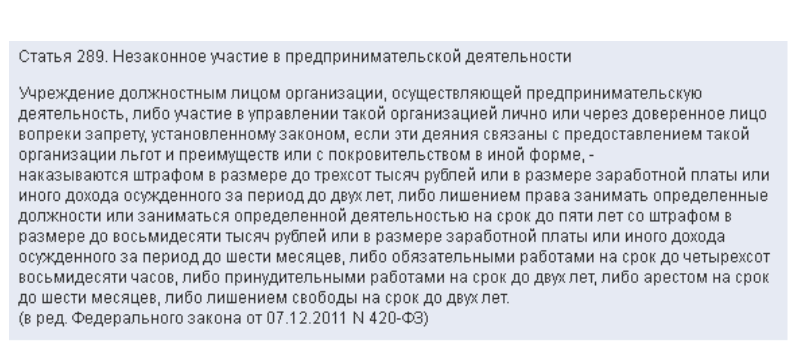 Статья 289. Незаконное участие в предпринимательской деятельности
Учреждение должностным лицом организации, осуществляющей предпринимательскую
деятельность, либо участие в управлении такой организацией лично или через доверенное лицо
вопреки запрету, установленному законом, если эти деяния связаны с предоставлением такой
организации льгот и преимуществ или с покровительством в иной форме, -
наказываются штрафом в размере до трехсот тысяч рублей или в размере заработной платы или
иного дохода осужденного за период до двух лет, либо лишением права занимать определенные
должности или заниматься определенной деятельностью на срок до пяти лет со штрафом в
размере до восьмидесяти тысяч рублей или в размере заработной платы или иного дохода
осужденного за период до шести месяцев, либо обязательными работами на срок до четырехсот
восьмидесяти часов, либо принудительными работами на срок до двух лет, либо арестом на срок
до шести месяцев, либо лишением свободы на срок до двух лет.
(в ред. Федерального закона от 07.12.2011 N 420-ФЗ)